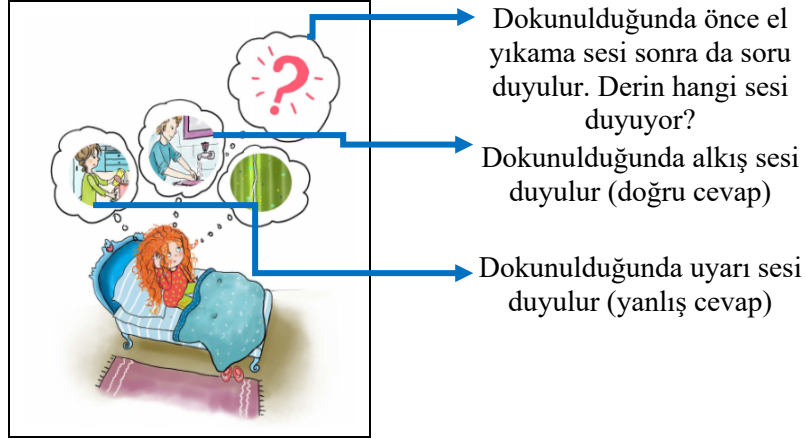 Dokunulduğunda önce el
yıkama sesi sonra da soru
duyulur. Derin hangi sesi
duyuyor?
Dokunulduğunda alkış sesi
duyulur (doğru cevap)
Dokunulduğunda uyarı sesi
duyulur (yanlış cevap)
?